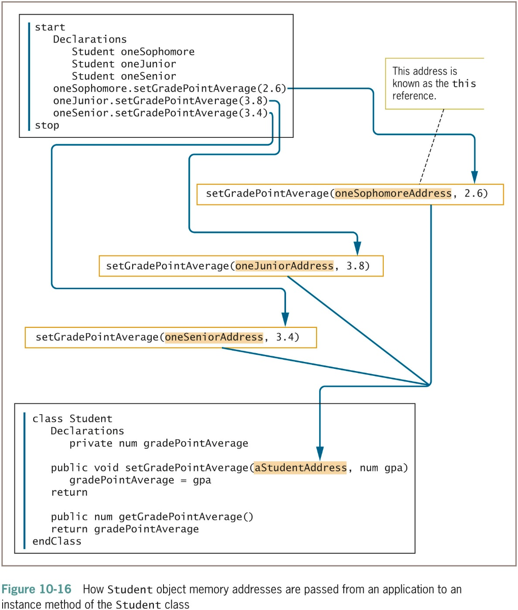 start
Declarations
Student oneSophomore
Student oneJunior
Student oneSenior
oneSophomore.setGradePointAverage(2.6)
oneJunior.setGradePointAverage(3.8)
oneSenior.setGradePointAverage(3.4)
stop
This address is
known as the this
reference.
setGradePointAverage(oneSophomoreAddress, 2.6)
setGradePointAverage(oneJuniorAddress, 3.8)
setGradePointAverage(oneSeniorAddress, 3.4)
class Student
Declarations
private num gradePointAverage
public void setGradePointAverage(aStudentAddress, num gpa)
gradePointAverage = gpa
return
public num getGradePointAverage()
return gradePointAverage
endClass
Figure 10-16 How Student object memory addresses are passed from an application to an
instance method of the Student class